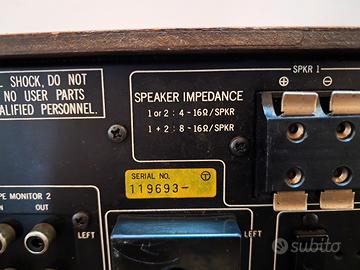 L SHOCK, DO NOT
NO USER PARTS
ALIFIED PERSONNEL.
SPKR 1
⊕ ⊖
SPEAKER IMPEDANCE
1 or 2 : 4 - 16Ω/SPKR
1 + 2 : 8 - 16Ω/SPKR
SERIAL NO. T
119693-
PE MONITOR 2
IN OUT
LEFT
LEFT
subito